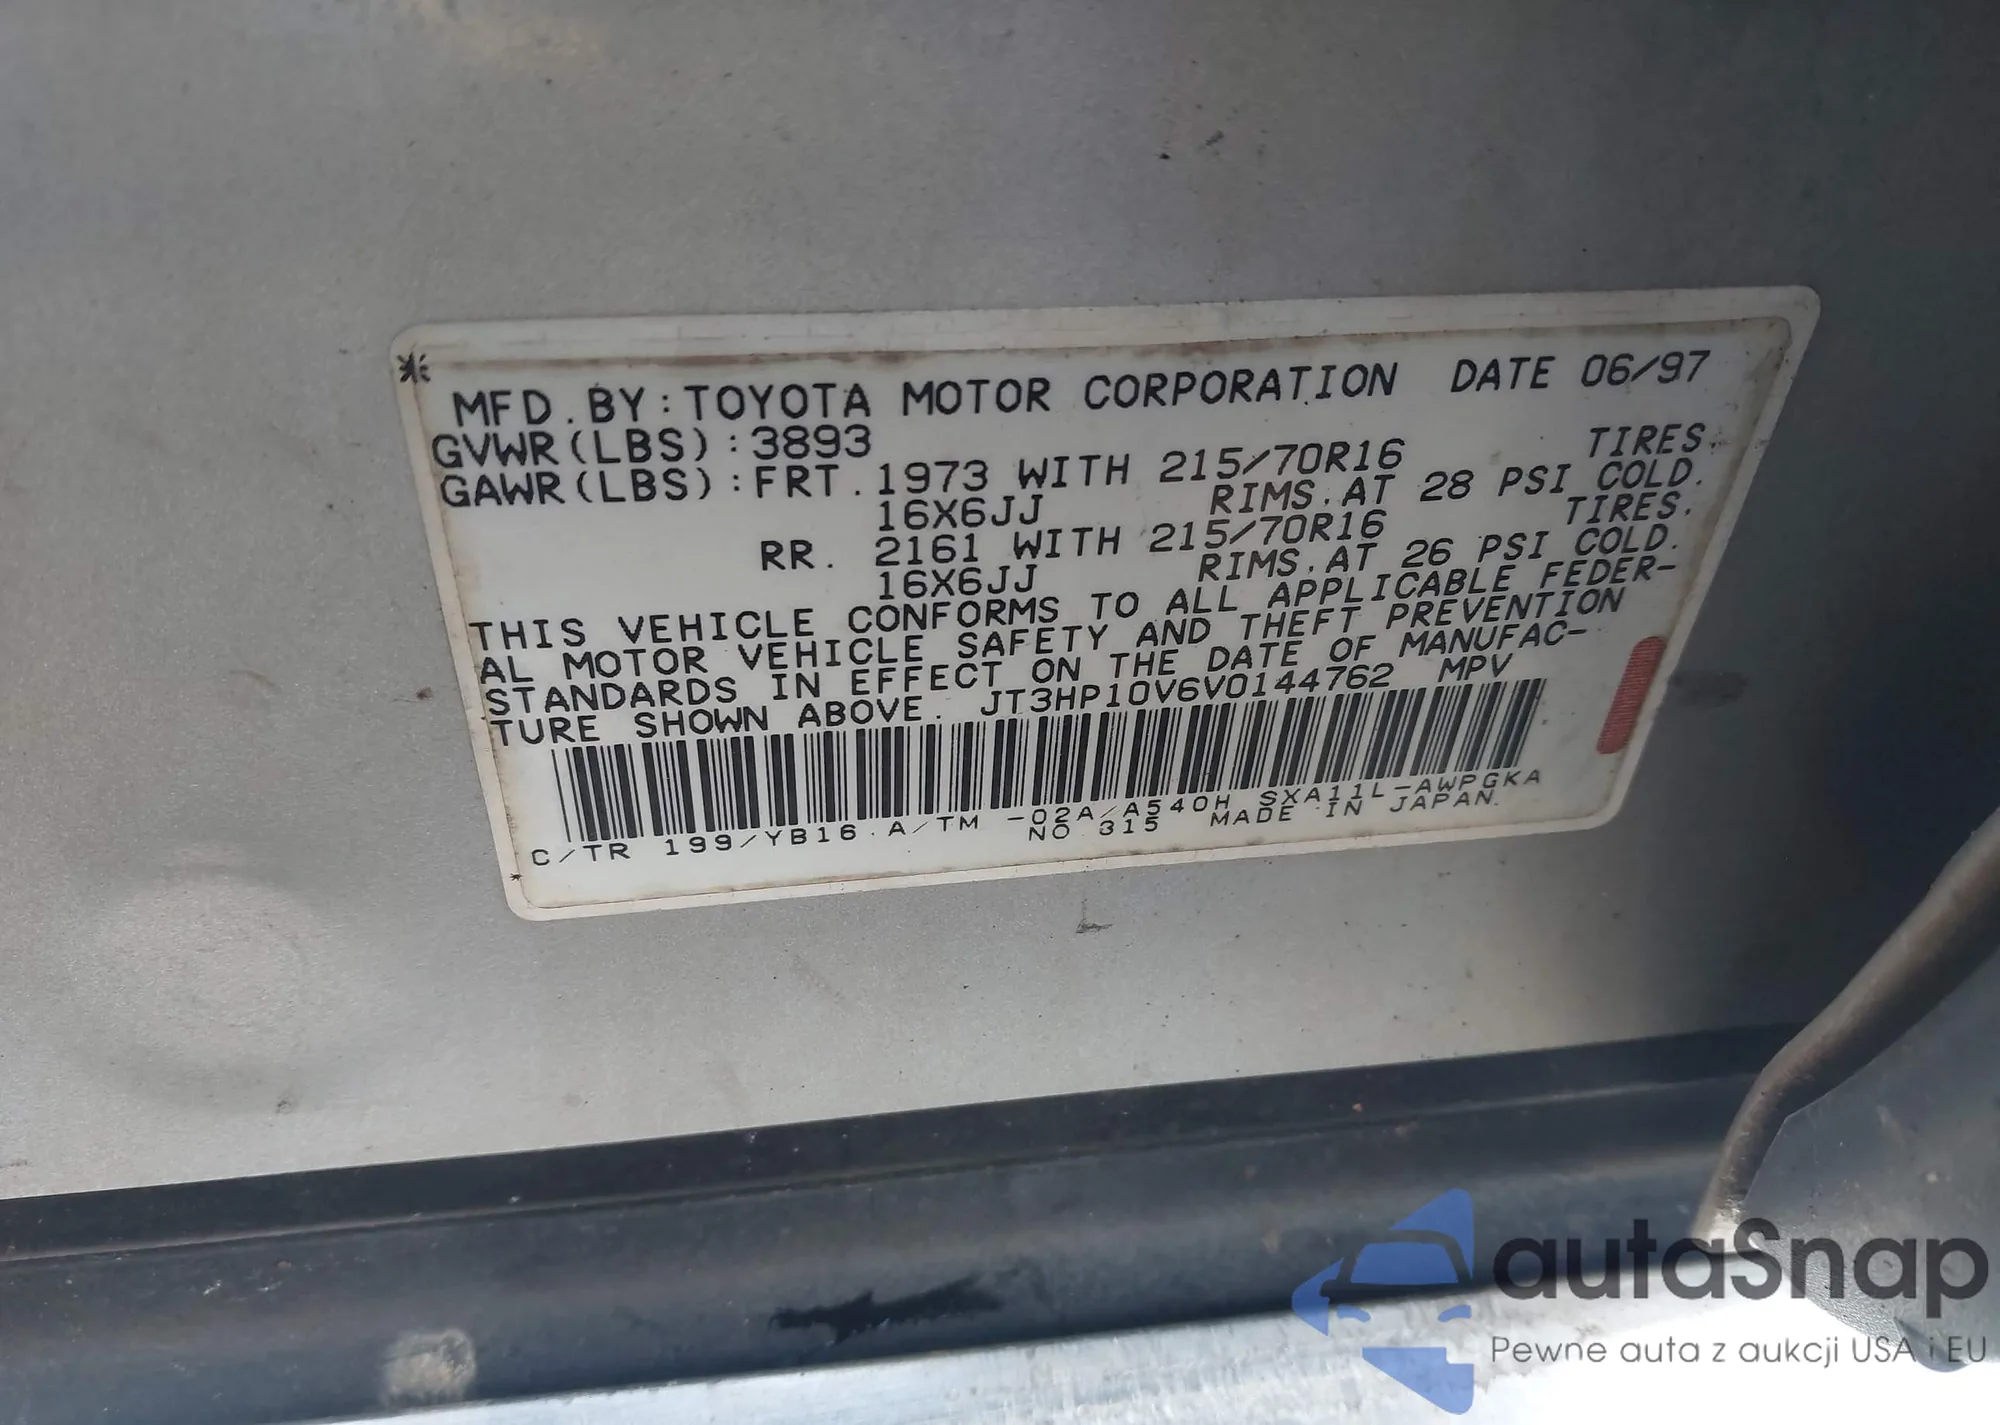 MFD.BY:TOYOTA MOTOR CORPORATION DATE 06/97
GVWR(LBS):3893
GAWR(LBS):FRT.1973 WITH 215/70R16 TIRES.
16X6JJ RIMS.AT 28 PSI COLD.
RR. 2161 WITH 215/70R16 TIRES.
16X6JJ RIMS.AT 26 PSI COLD.
THIS VEHICLE CONFORMS TO ALL APPLICABLE FEDER-
AL MOTOR VEHICLE SAFETY AND THEFT PREVENTION
STANDARDS IN EFFECT ON THE DATE OF MANUFAC-
TURE SHOWN ABOVE. JT3HP10V6V0144762 MPV
C/TR 199/YB16.A/TM -02A/A540H SXA11L-AWPGKA
NO 315 MADE IN JAPAN.
autaSnap
Pewne auta z aukcji USA i EU